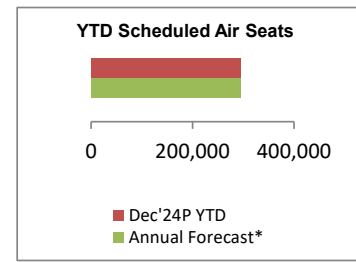 YTD Scheduled Air Seats
0 200,000 400,000
Dec'24P YTD
Annual Forecast*